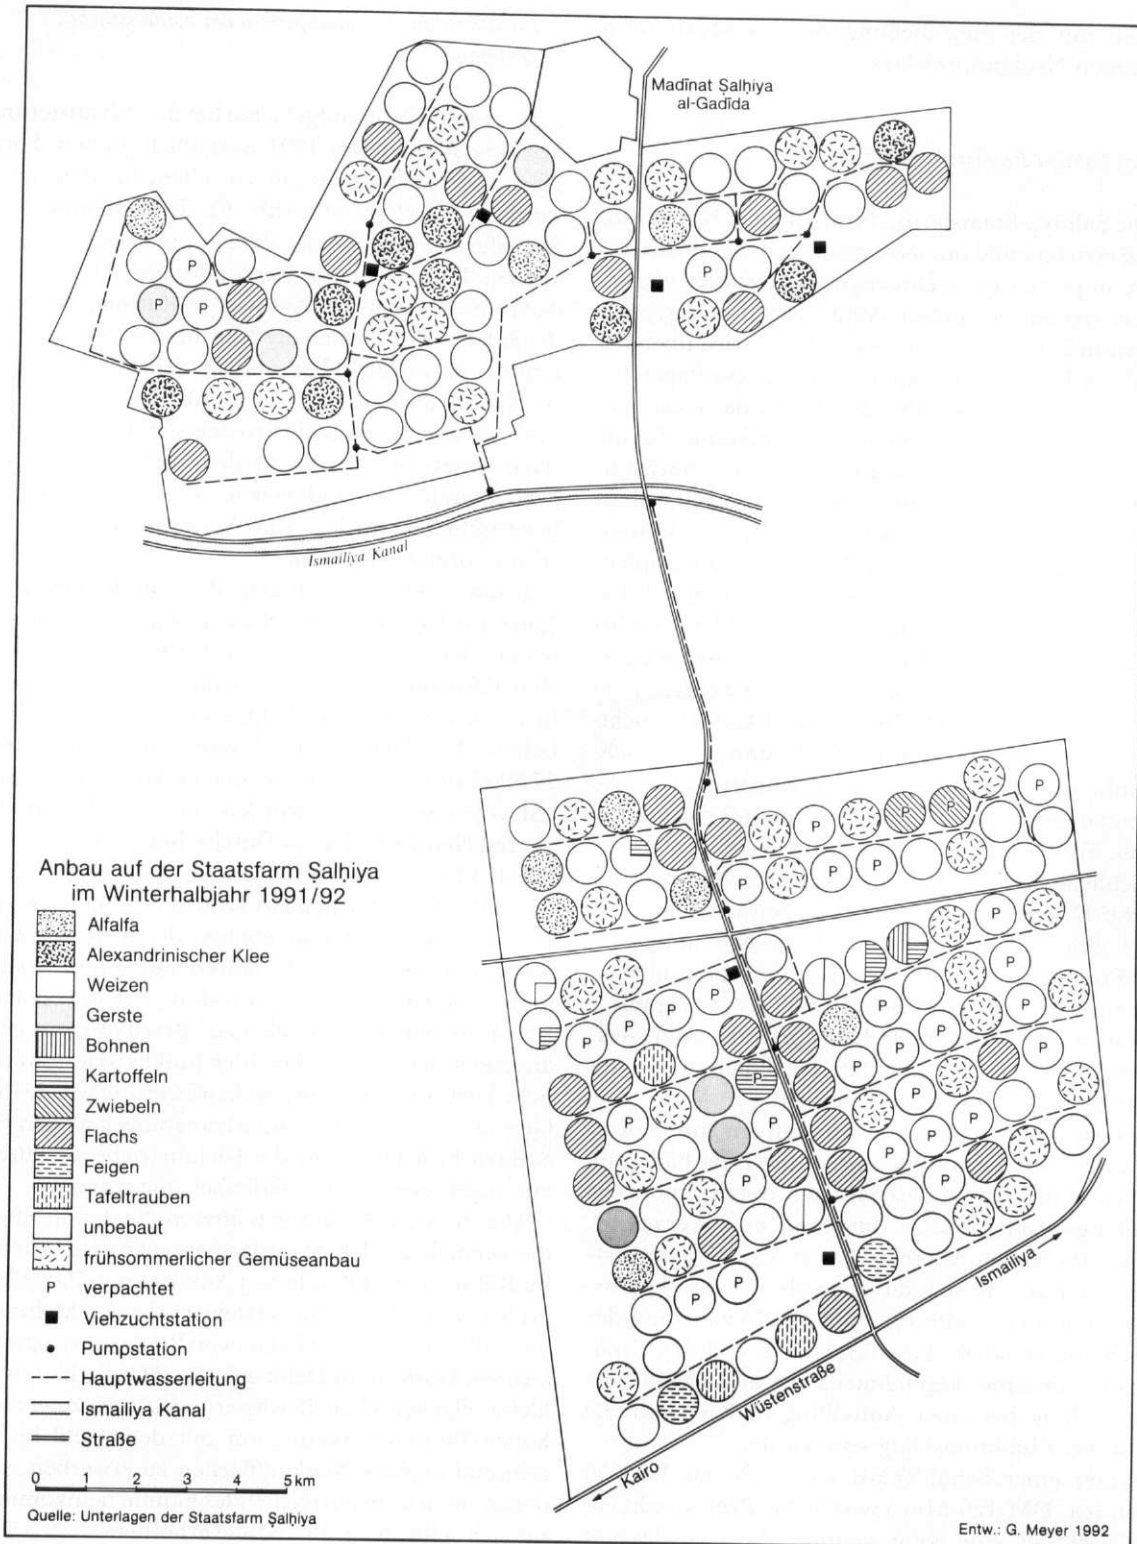 Madīnat Ṣalḥiya
al-Gadīda
Ismailiya Kanal
Anbau auf der Staatsfarm Ṣalḥiya
im Winterhalbjahr 1991/92
Alfalfa
Alexandrinischer Klee
Weizen
Gerste
Bohnen
Kartoffeln
Zwiebeln
Flachs
Feigen
Tafeltrauben
unbebaut
frühsommerlicher Gemüseanbau
P verpachtet
Viehzuchtstation
Pumpstation
Hauptwasserleitung
Ismailiya Kanal
Straße
0 1 2 3 4 5 km
Quelle: Unterlagen der Staatsfarm Ṣalḥiya
Ismailiya
Wüstenstraße
Kairo
Entw.: G. Meyer 1992